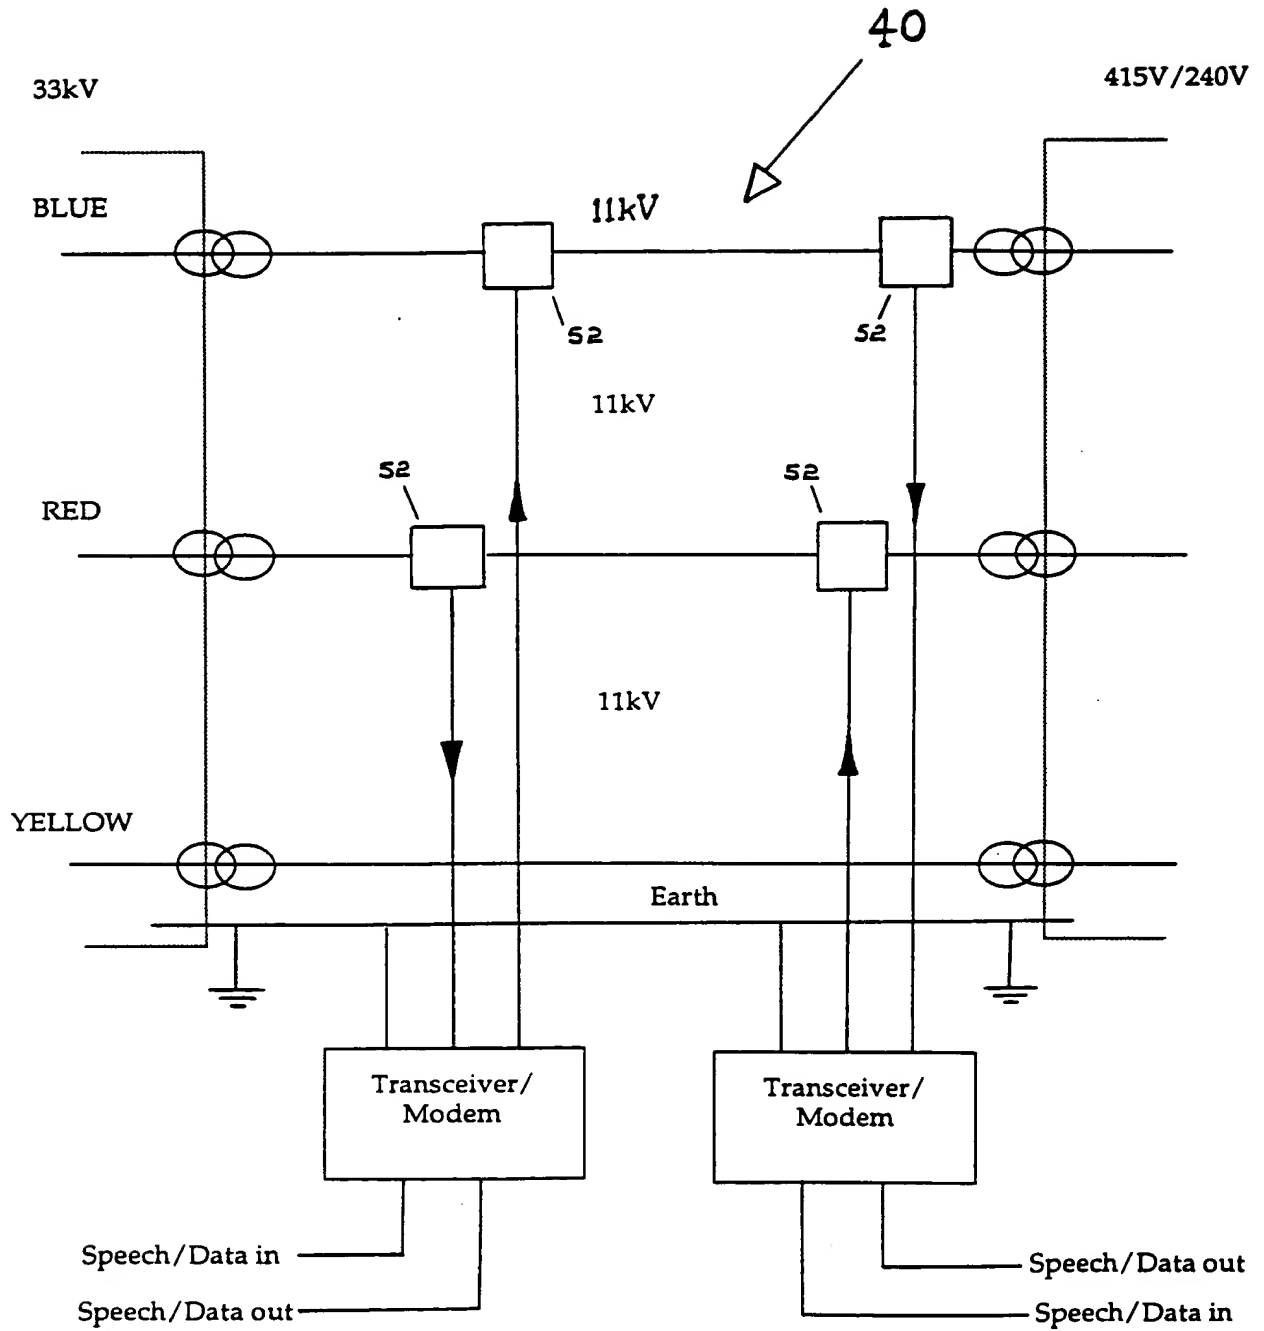 40
33kV
415V/240V
BLUE
11kV
52
52
11kV
52
52
RED
11kV
YELLOW
Earth
Transceiver/
Modem
Transceiver/
Modem
Speech/Data in
Speech/Data out
Speech/Data out
Speech/Data in